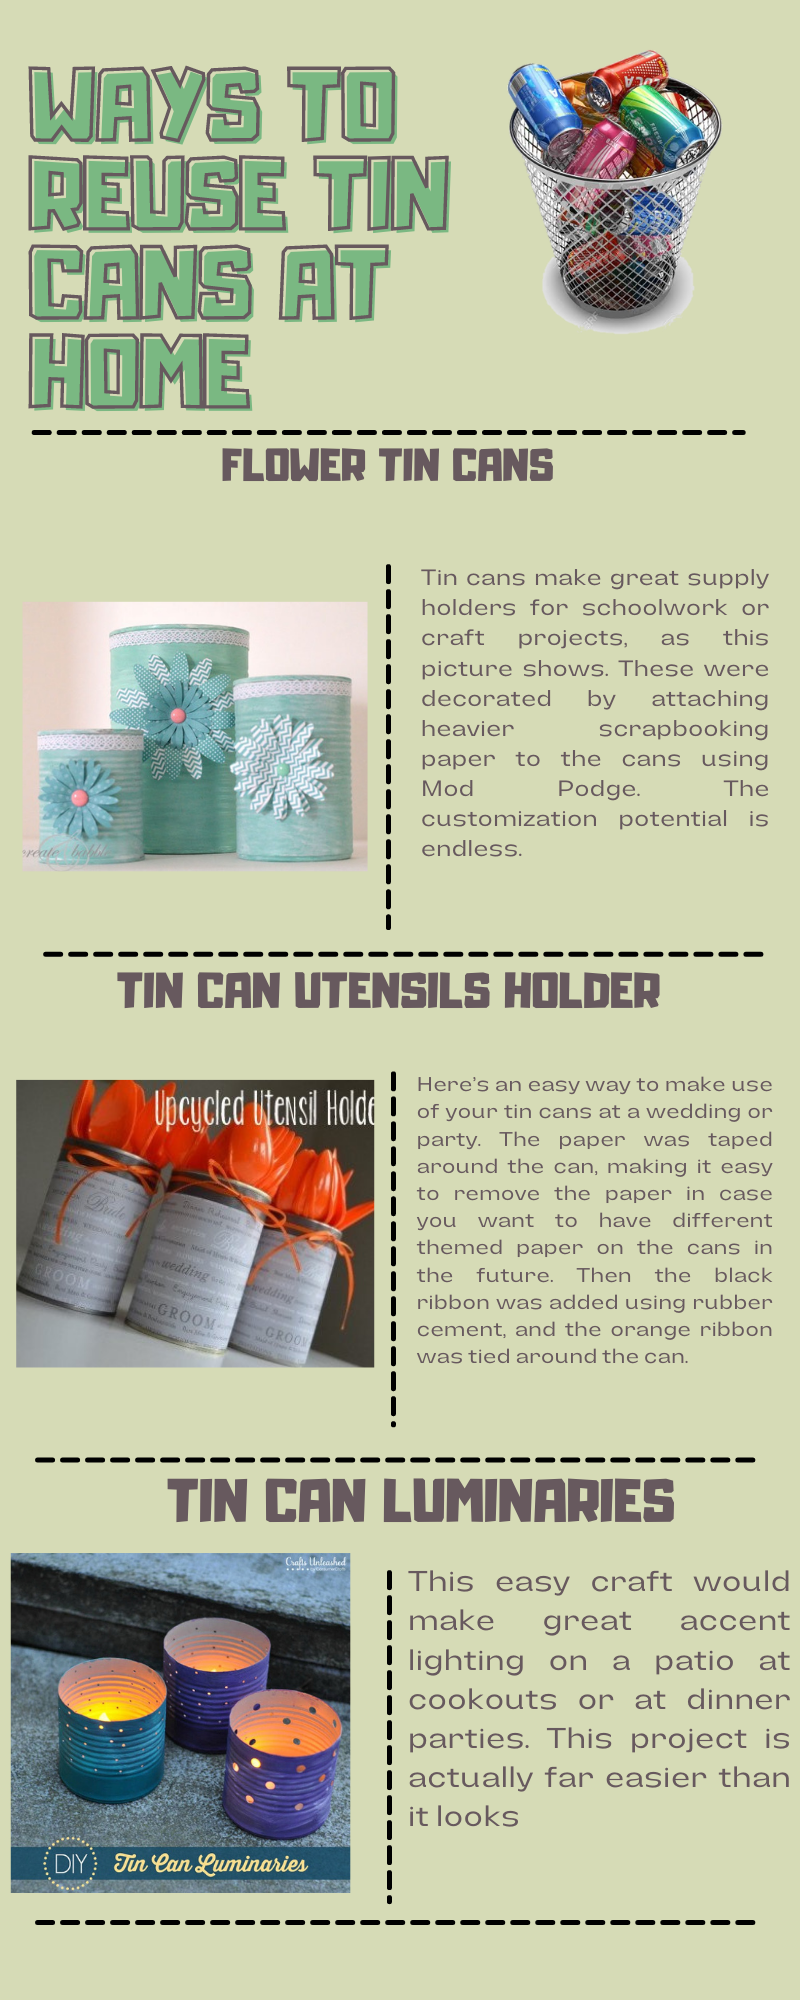 WAYS TO
REUSE TIN
CANS AT
HOME
FLOWER TIN CANS
Tin cans make great supply
holders for schoolwork or
craft projects, as this
picture shows. These were
decorated by attaching
heavier scrapbooking
paper to the cans using
Mod Podge. The
customization potential is
endless.
TIN CAN UTENSILS HOLDER
Upcycled Utensil Holde
Bride
wedding
GROOM
GROOM
GROOM
Here's an easy way to make use
of your tin cans at a wedding or
party. The paper was taped
around the can, making it easy
to remove the paper in case
you want to have different
themed paper on the cans in
the future. Then the black
ribbon was added using rubber
cement, and the orange ribbon
was tied around the can.
TIN CAN LUMINARIES
Crafts Unleashed
This easy craft would
make great accent
lighting on a patio at
cookouts or at dinner
parties. This project is
actually far easier than
it looks
DIY Tin Can Luminaries